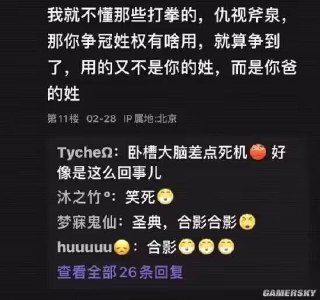 我就不懂那些打拳的，仇视斧泉，
那你争冠姓权有啥用，就算争到
了，用的又不是你的姓，而是你爸
的姓
第11楼 02-28 IP属地:北京
TycheΩ：卧槽大脑差点死机 好
像是这么回事儿
沐之竹º：笑死
梦寐鬼仙：圣典，合影合影
huuuuu：合影
查看全部26条回复
GAMERSKY